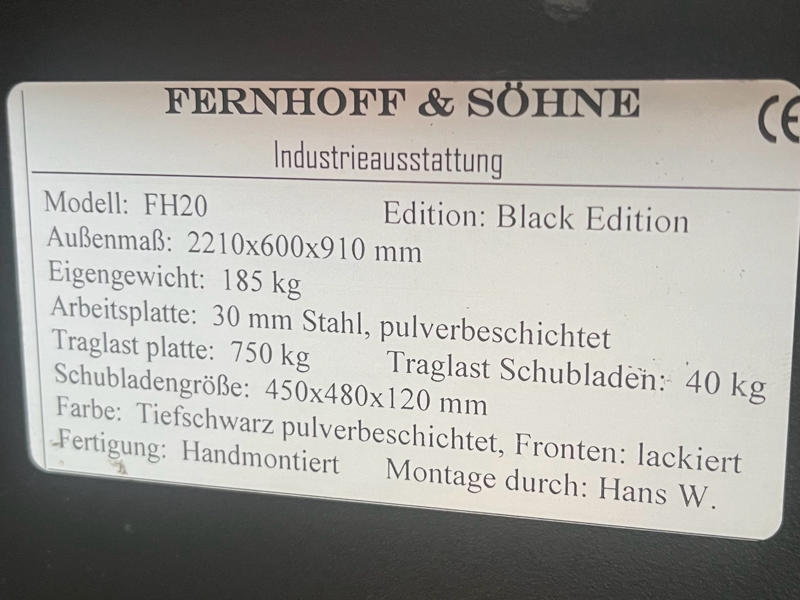 FERNHOFF & SÖHNE
CE
Industrieausstattung
Modell: FH20 Edition: Black Edition
Außenmaß: 2210x600x910 mm
Eigengewicht: 185 kg
Arbeitsplatte: 30 mm Stahl, pulverbeschichtet
Traglast platte: 750 kg Traglast Schubladen: 40 kg
Schubladengröße: 450x480x120 mm
Farbe: Tiefschwarz pulverbeschichtet, Fronten: lackiert
Fertigung: Handmontiert Montage durch: Hans W.